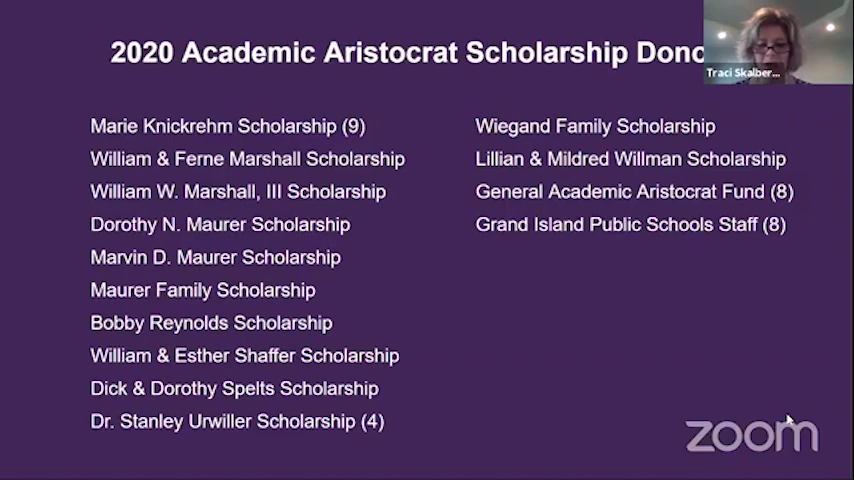 2020 Academic Aristocrat Scholarship Dono
Traci Skalber...
Marie Knickrehm Scholarship (9)
William & Ferne Marshall Scholarship
William W. Marshall, III Scholarship
Dorothy N. Maurer Scholarship
Marvin D. Maurer Scholarship
Maurer Family Scholarship
Bobby Reynolds Scholarship
William & Esther Shaffer Scholarship
Dick & Dorothy Spelts Scholarship
Dr. Stanley Urwiller Scholarship (4)
Wiegand Family Scholarship
Lillian & Mildred Willman Scholarship
General Academic Aristocrat Fund (8)
Grand Island Public Schools Staff (8)
zoom